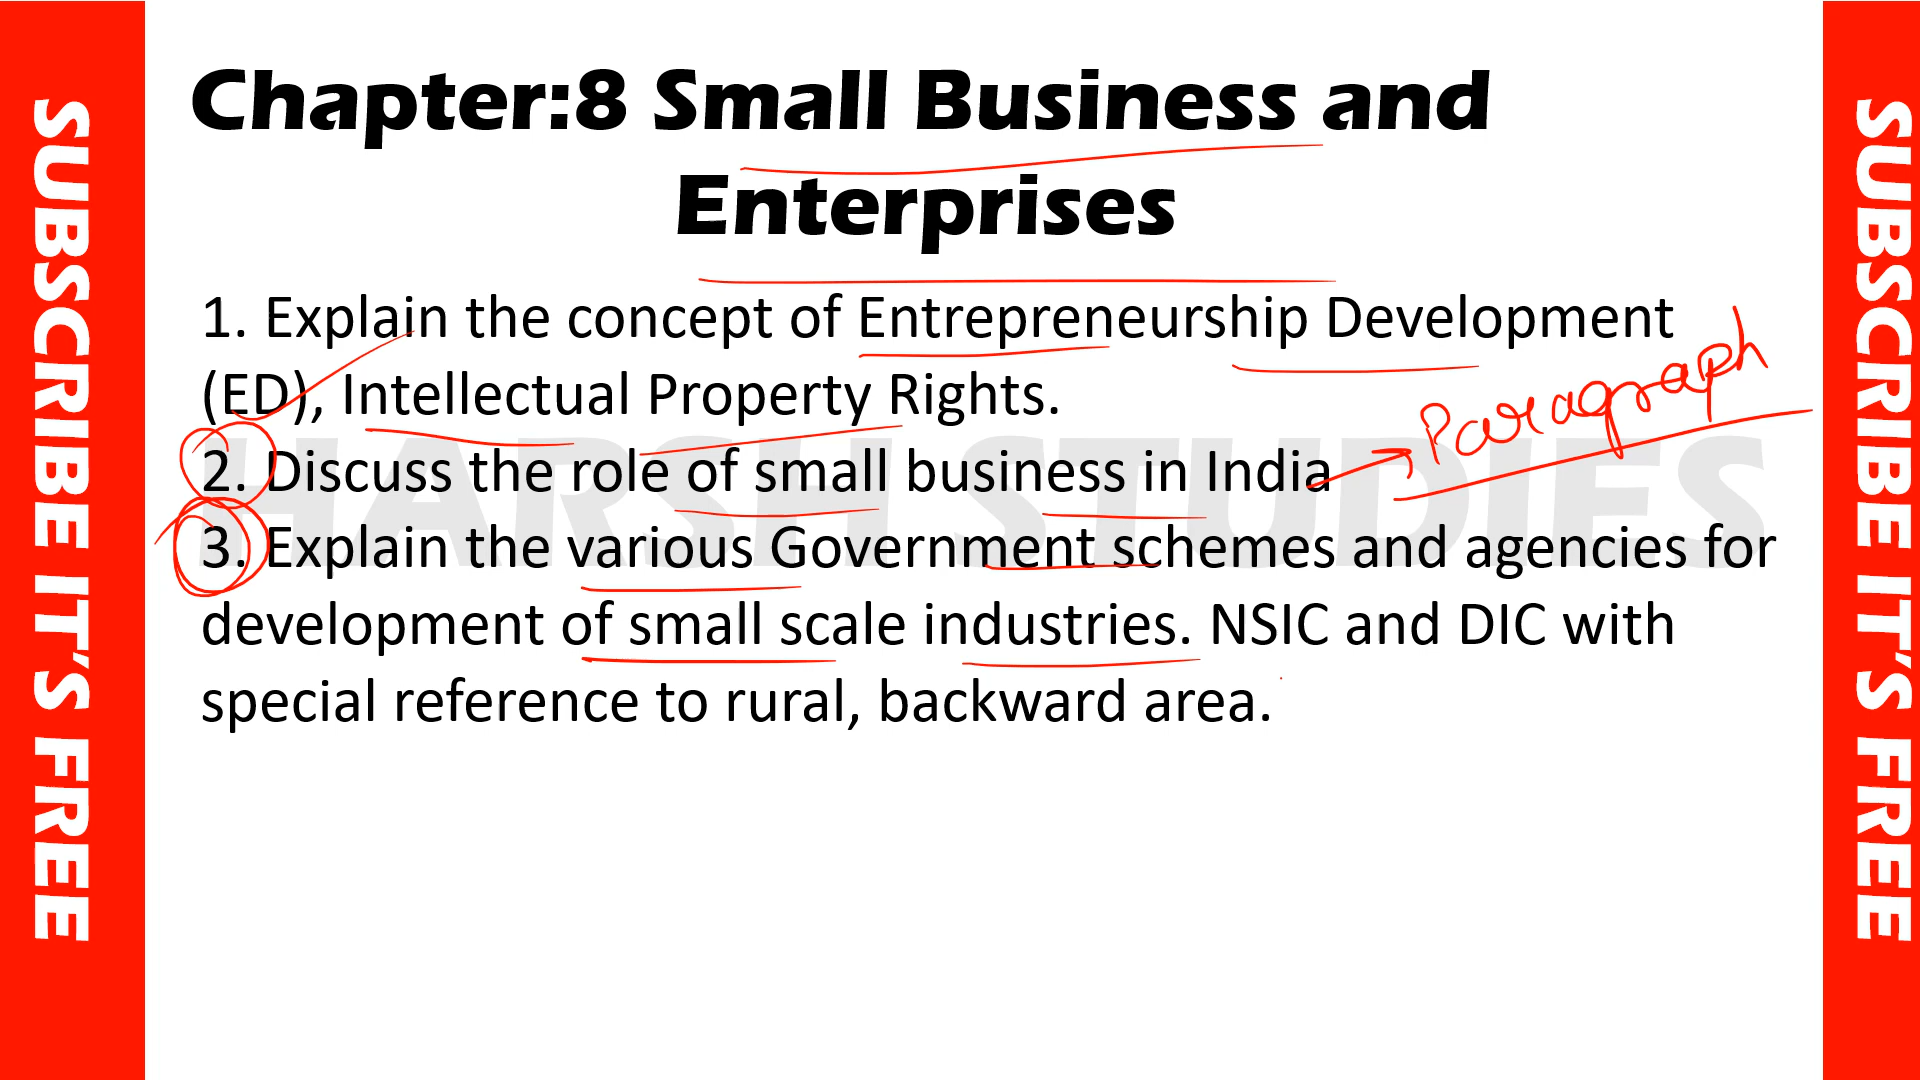 Chapter:8 Small Business and
Enterprises
1. Explain the concept of Entrepreneurship Development
(ED), Intellectual Property Rights.
2. Discuss the role of small business in India
Paragraph
3. Explain the various Government schemes and agencies for
development of small scale industries. NSIC and DIC with
special reference to rural, backward area.
HARSH STUDIES
SUBSCRIBE IT'S FREE
SUBSCRIBE IT'S FREE